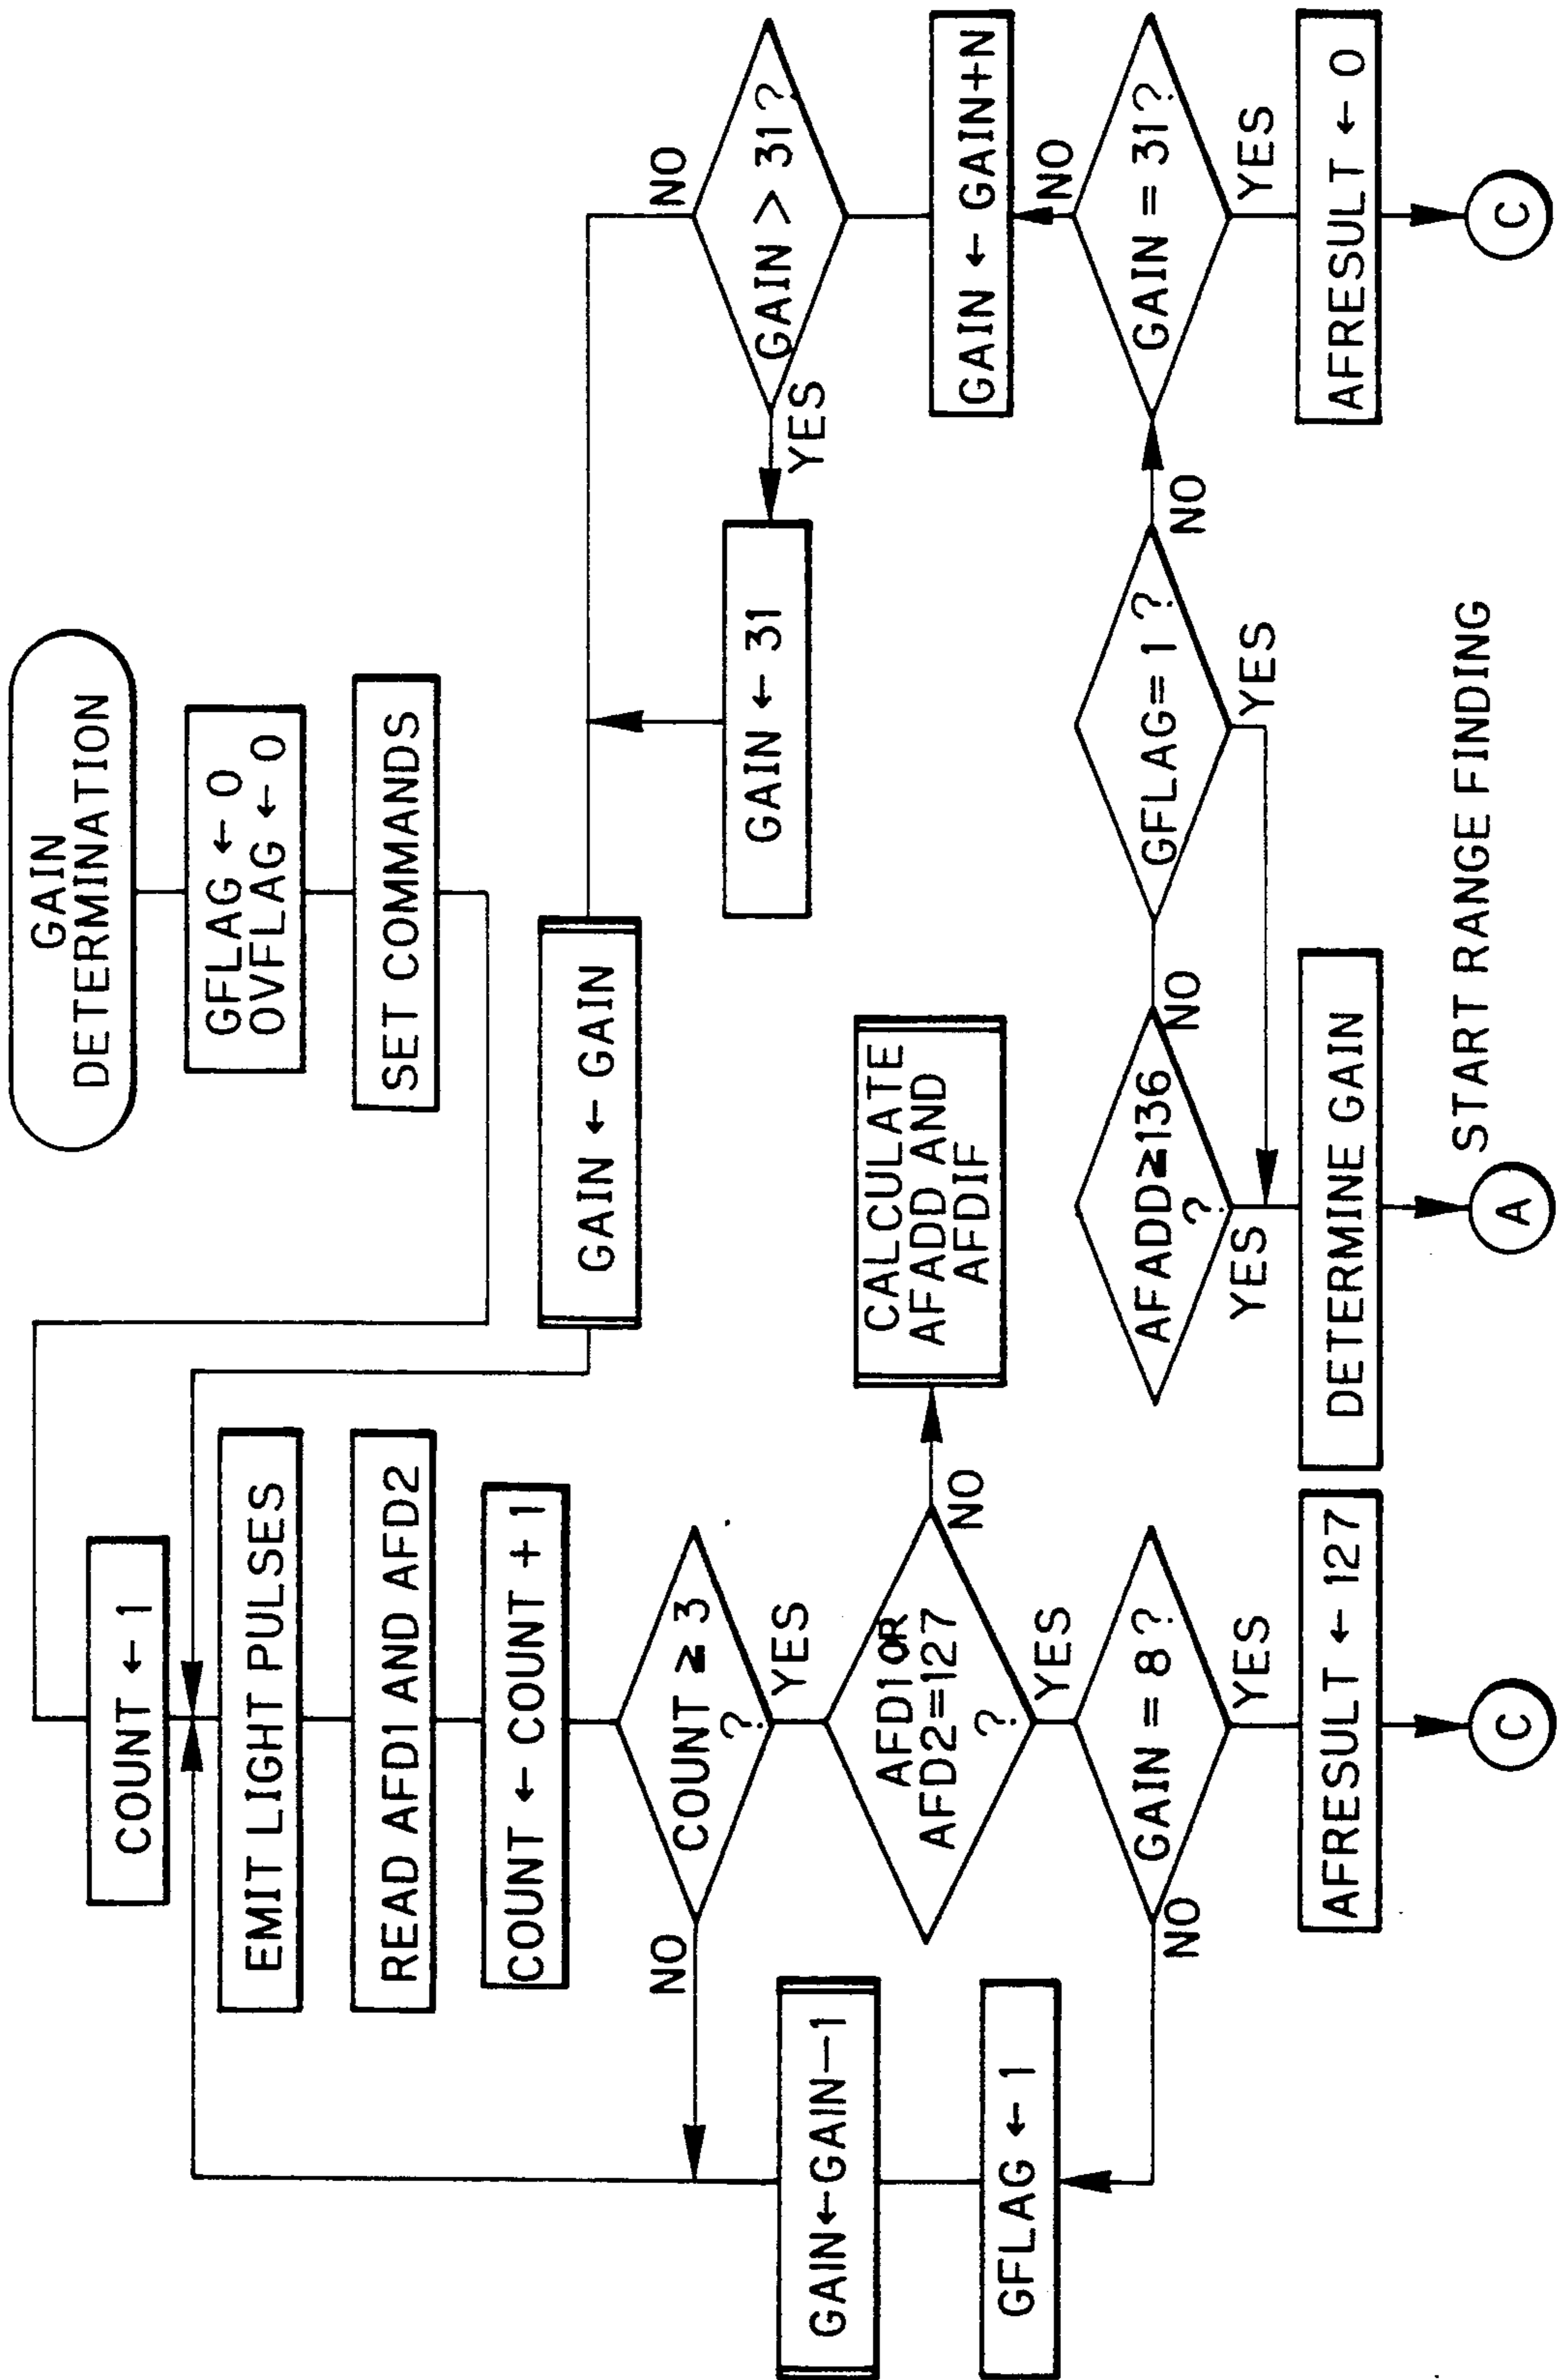 GAIN
DETERMINATION
GFLAG ← 0
OVFLAG ← 0
SET COMMANDS
COUNT ← 1
EMIT LIGHT PULSES
READ AFD1 AND AFD2
COUNT ← COUNT + 1
COUNT ≥ 3
?
NO
YES
AFD1 OR
AFD2=127
?
NO
YES
GAIN = 8 ?
NO
YES
AFRESULT ← 127
C
GFLAG ← 1
GAIN←GAIN−1
CALCULATE
AFADD AND
AFDIF
AFADD≥136
?
NO
YES
DETERMINE GAIN
A
START RANGE FINDING
GFLAG= 1 ?
NO
YES
GAIN = 31 ?
NO
YES
AFRESULT ← 0
C
GAIN ← GAIN+N
GAIN > 31 ?
NO
YES
GAIN ← 31
GAIN ← GAIN